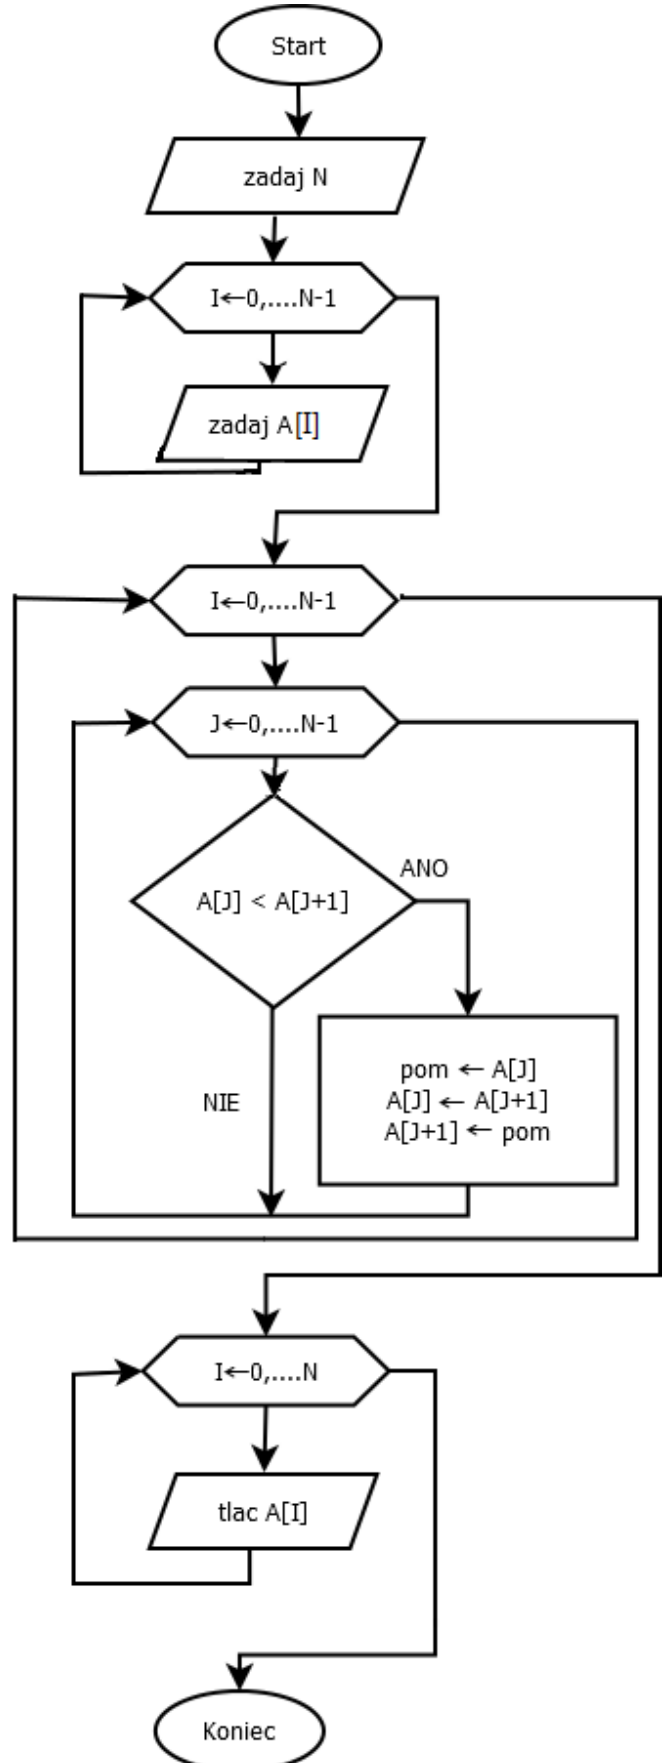 Start
zadaj N
I←0,....N-1
zadaj A[I]
I←0,....N-1
J←0,....N-1
A[J] < A[J+1]
ANO
NIE
pom ← A[J]
A[J] ← A[J+1]
A[J+1] ← pom
I←0,....N
tlac A[I]
Koniec